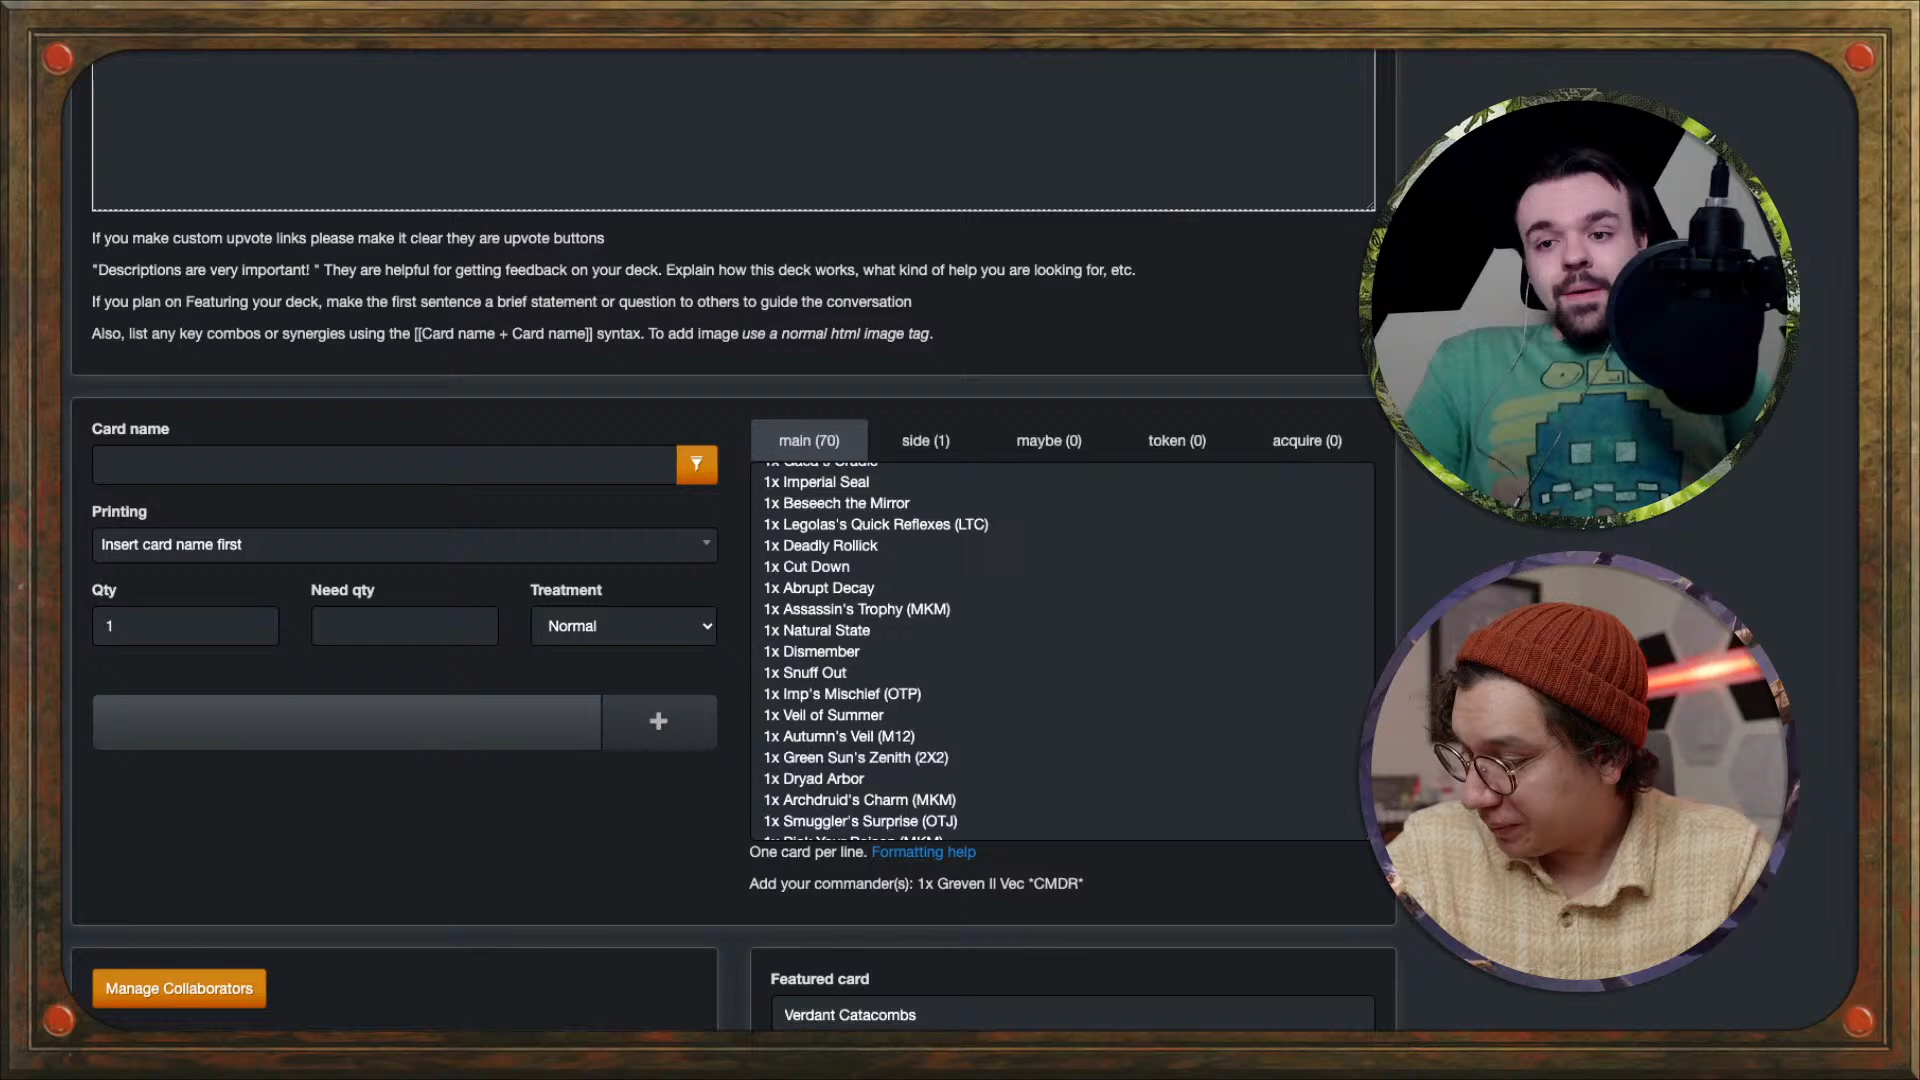 If you make custom upvote links please make it clear they are upvote buttons
"Descriptions are very important! " They are helpful for getting feedback on your deck. Explain how this deck works, what kind of help you are looking for, etc.
If you plan on Featuring your deck, make the first sentence a brief statement or question to others to guide the conversation
Also, list any key combos or synergies using the [[Card name + Card name]] syntax. To add image use a normal html image tag.
Card name
Printing
Insert card name first
Qty
Need qty
Treatment
1
Normal
+
main (70)
side (1)
maybe (0)
token (0)
acquire (0)
1x Gaea's Cradle
1x Imperial Seal
1x Beseech the Mirror
1x Legolas's Quick Reflexes (LTC)
1x Deadly Rollick
1x Cut Down
1x Abrupt Decay
1x Assassin's Trophy (MKM)
1x Natural State
1x Dismember
1x Snuff Out
1x Imp's Mischief (OTP)
1x Veil of Summer
1x Autumn's Veil (M12)
1x Green Sun's Zenith (2X2)
1x Dryad Arbor
1x Archdruid's Charm (MKM)
1x Smuggler's Surprise (OTJ)
1x Pick Your Poison (MKM)
One card per line. Formatting help
Add your commander(s): 1x Greven Il Vec *CMDR*
Manage Collaborators
Featured card
Verdant Catacombs